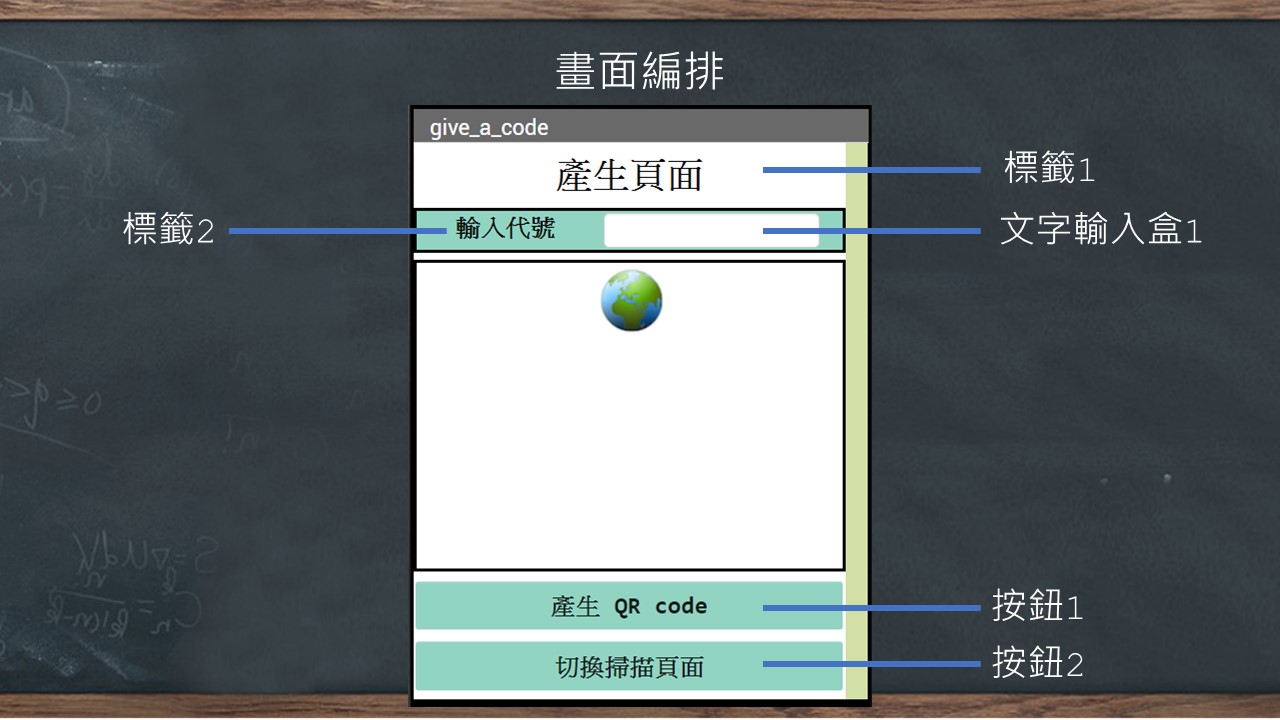 畫面編排
give_a_code
產生頁面
標籤1
標籤2
輸入代號
文字輸入盒1
產生 QR code
按鈕1
切換掃描頁面
按鈕2